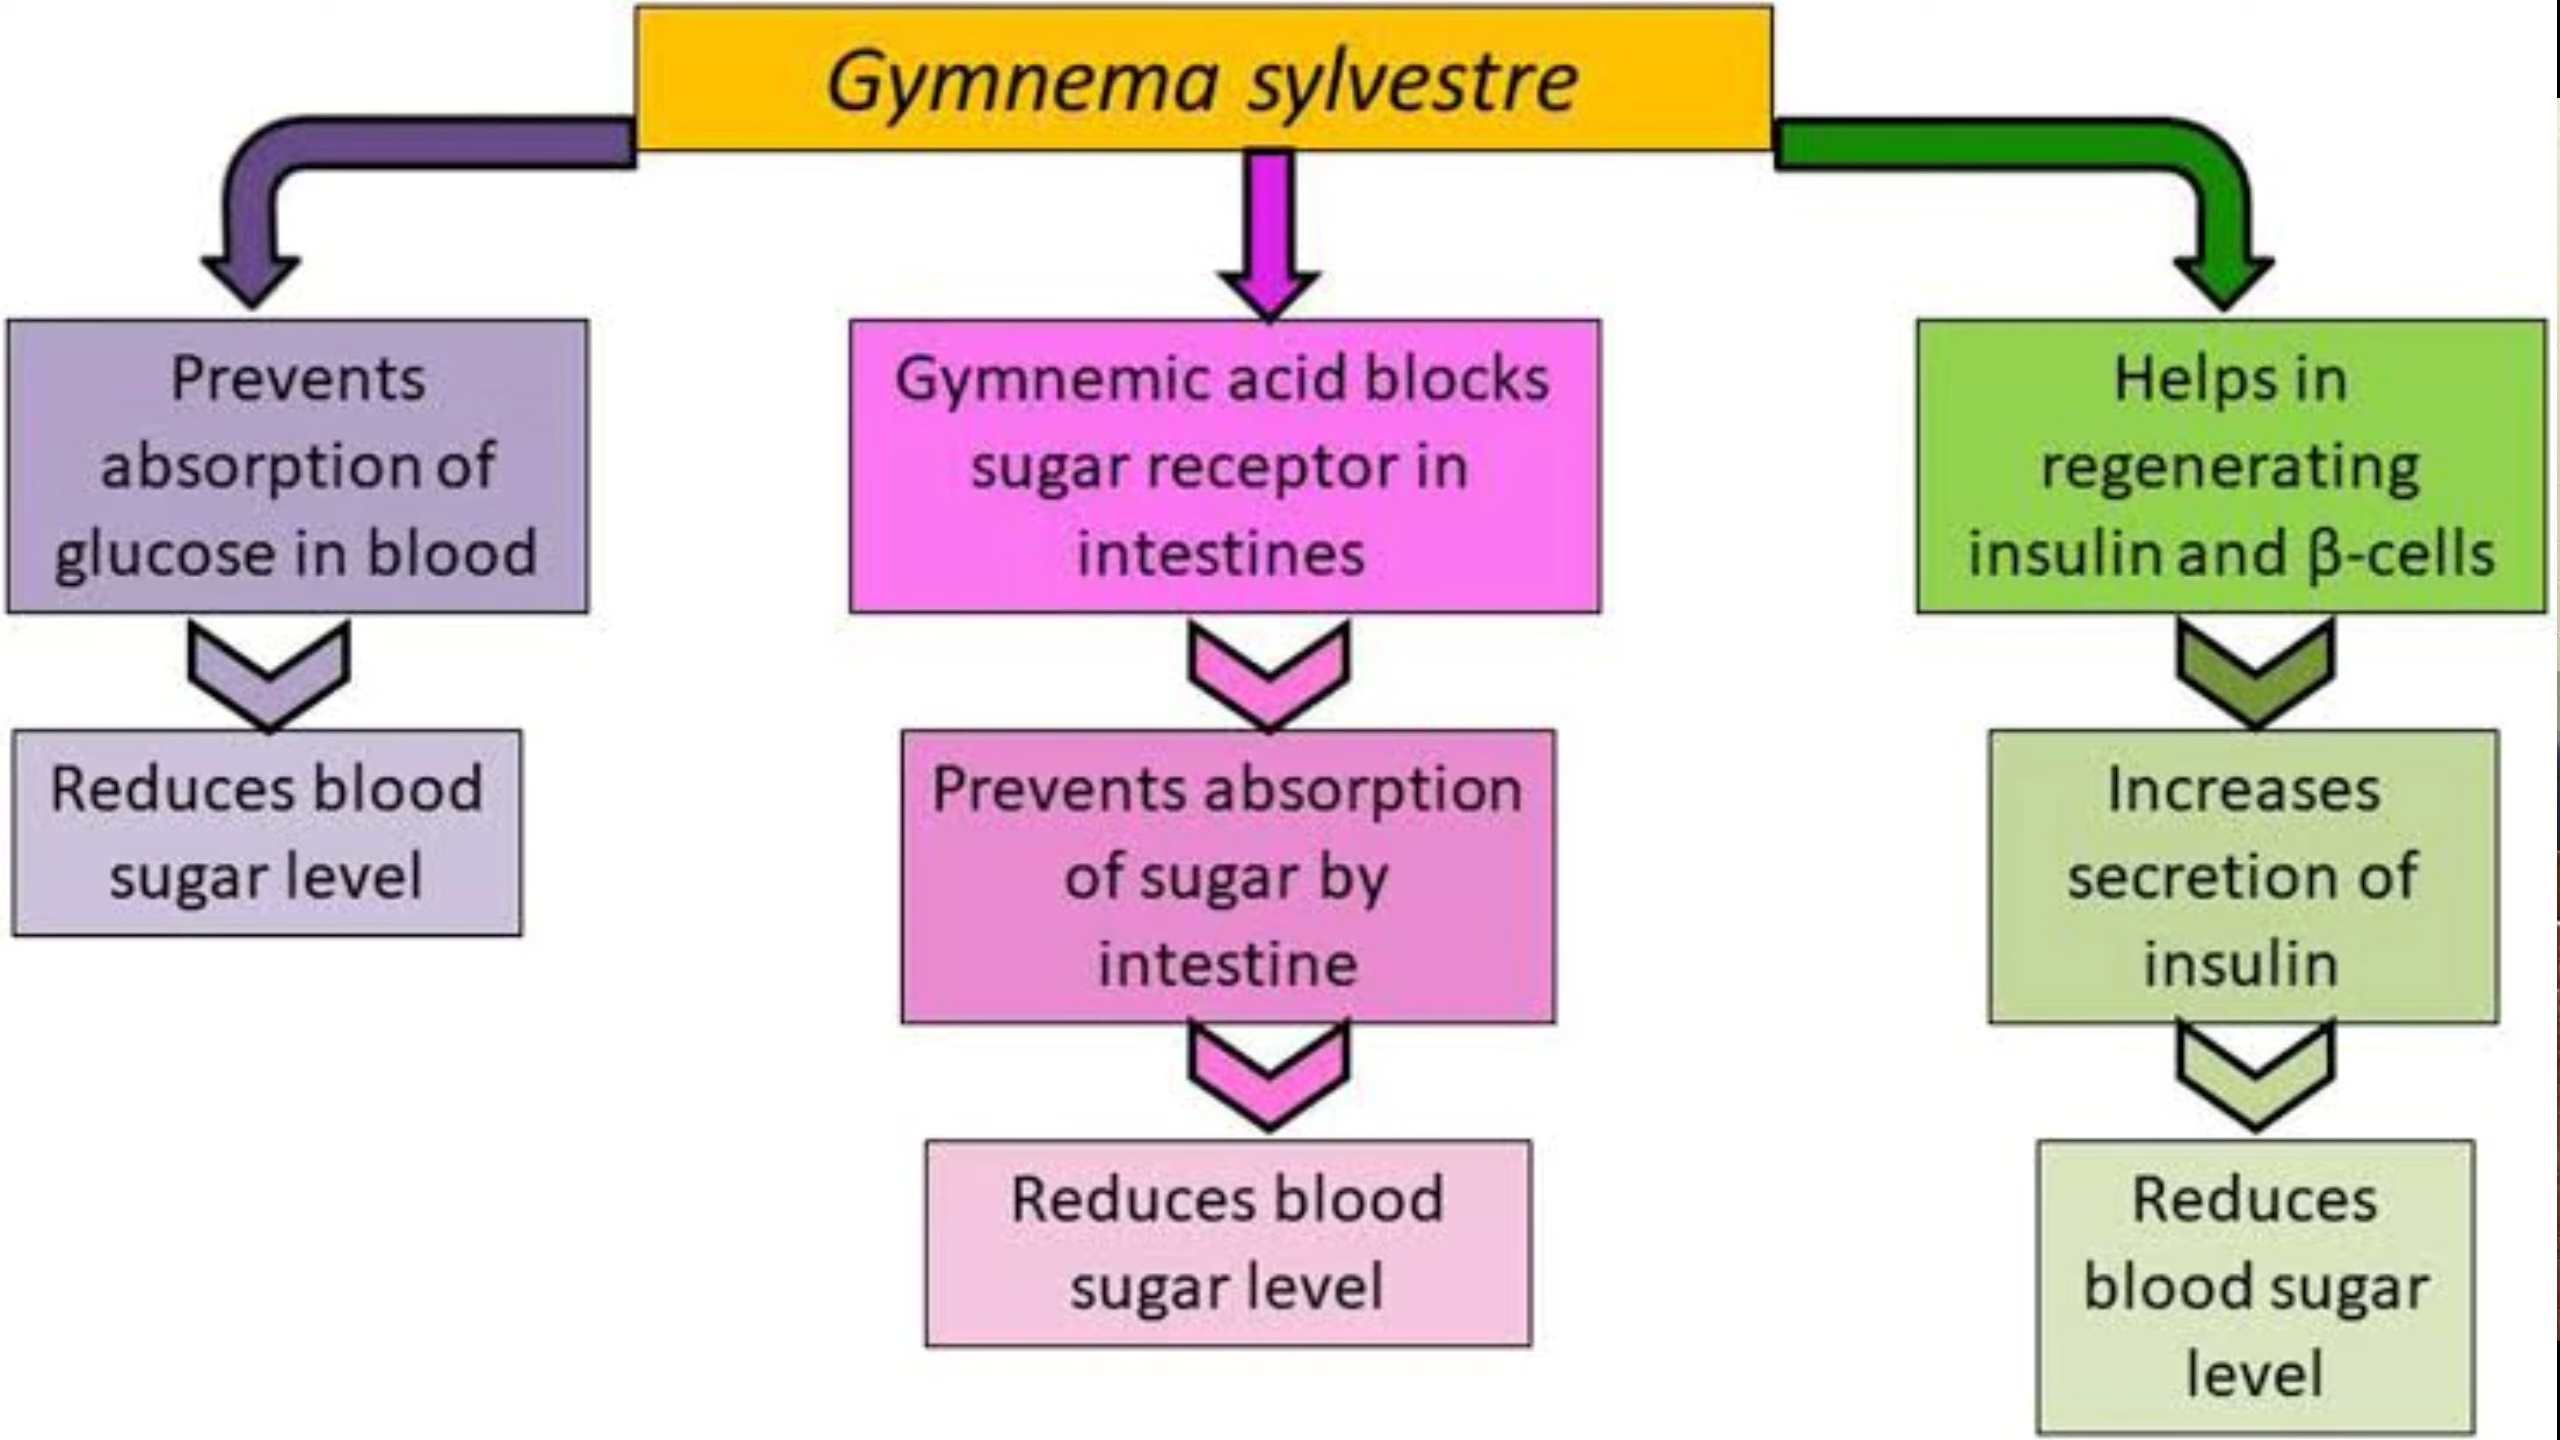 Gymnema sylvestre
Prevents
absorption of
glucose in blood
Reduces blood
sugar level
Gymnemic acid blocks
sugar receptor in
intestines
Prevents absorption
of sugar by
intestine
Reduces blood
sugar level
Helps in
regenerating
insulin and β-cells
Increases
secretion of
insulin
Reduces
blood sugar
level